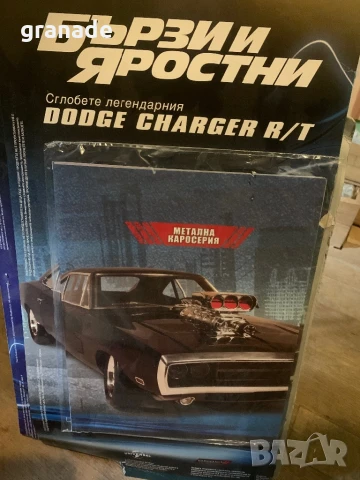 granade
БЪРЗИ И
ЯРОСТНИ
Сглобете легендарния
DODGE CHARGER R/T
МЕТАЛНА
КАРОСЕРИЯ
BAZAR